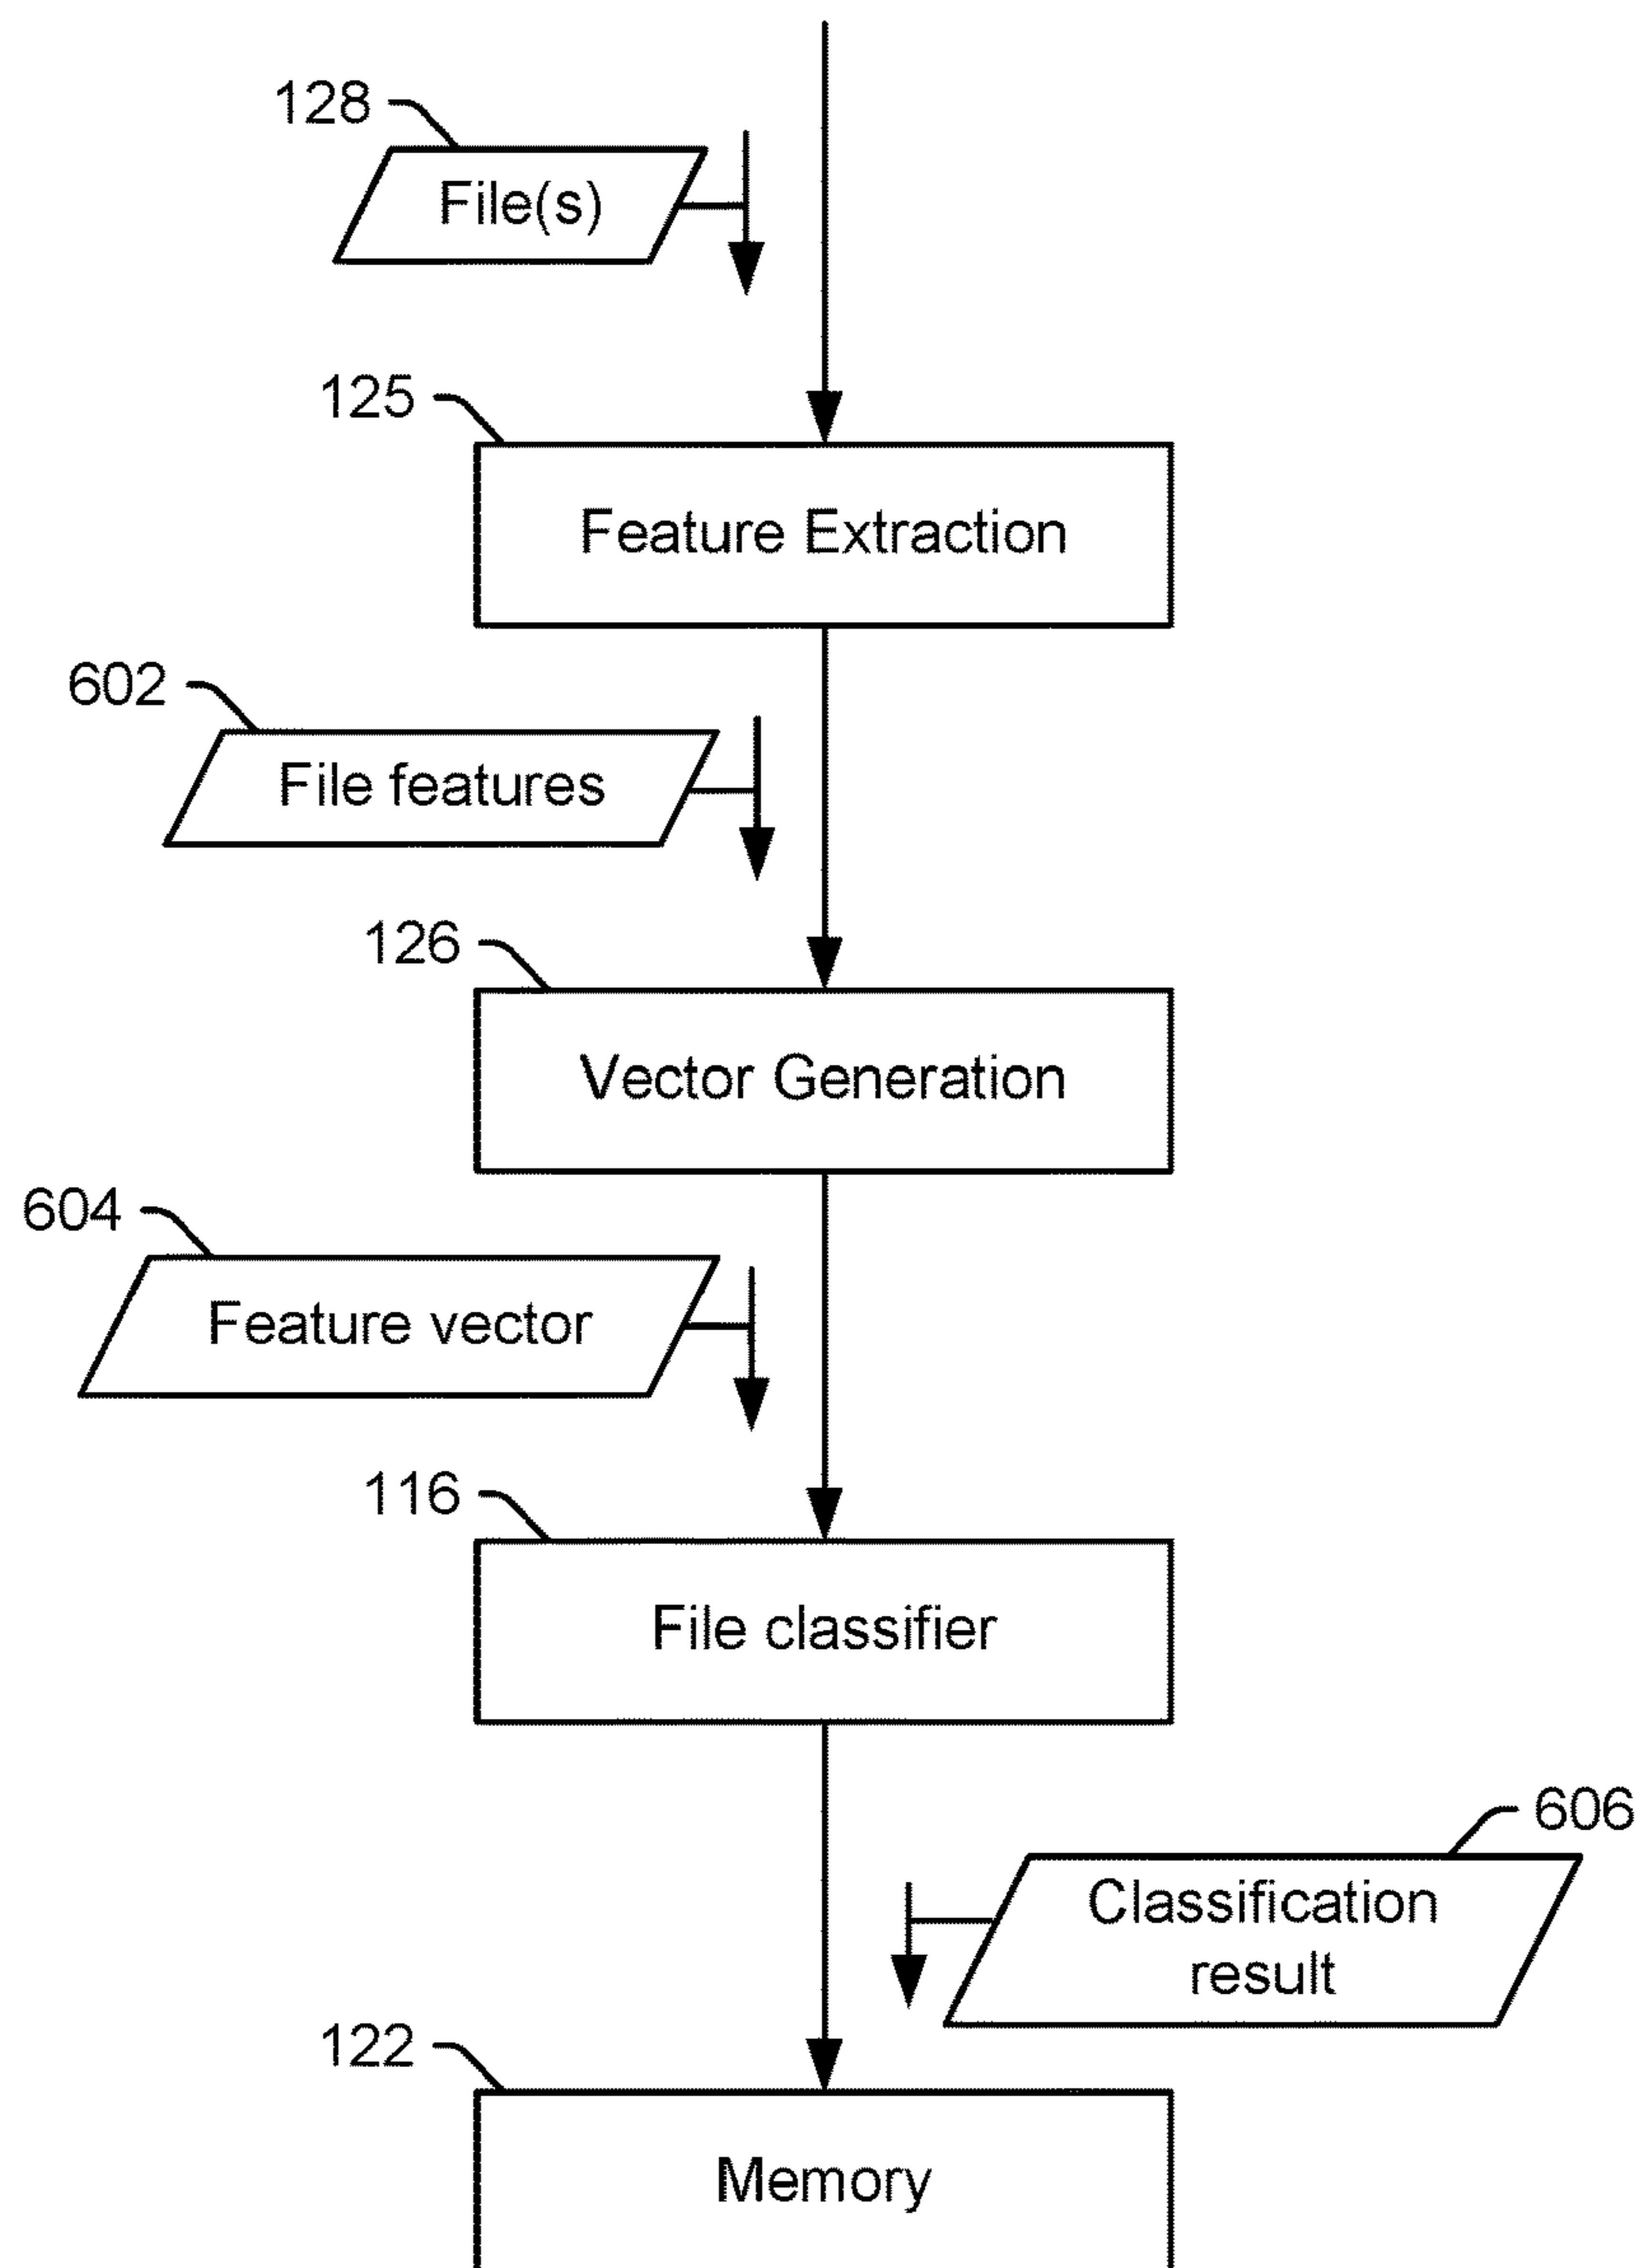 128
File(s)
125
Feature Extraction
602
File features
126
Vector Generation
604
Feature vector
116
File classifier
606
Classification
result
122
Memory